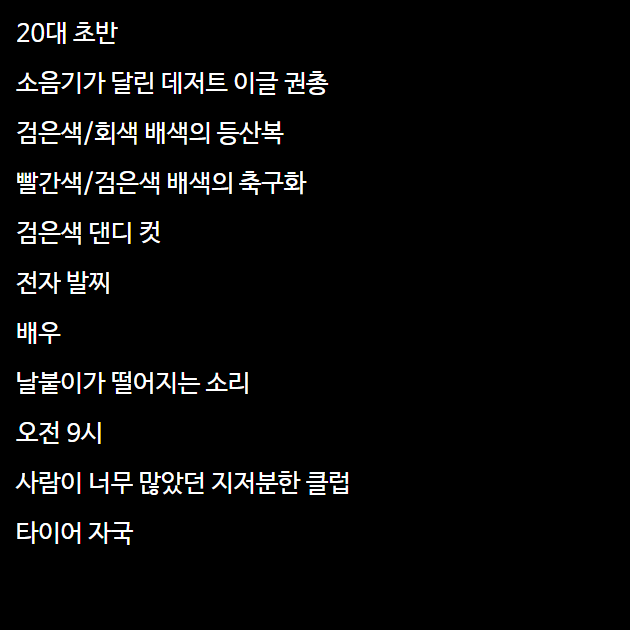 20대 초반
소음기가 달린 데저트 이글 권총
검은색/회색 배색의 등산복
빨간색/검은색 배색의 축구화
검은색 댄디 컷
전자 발찌
배우
날붙이가 떨어지는 소리
오전 9시
사람이 너무 많았던 지저분한 클럽
타이어 자국